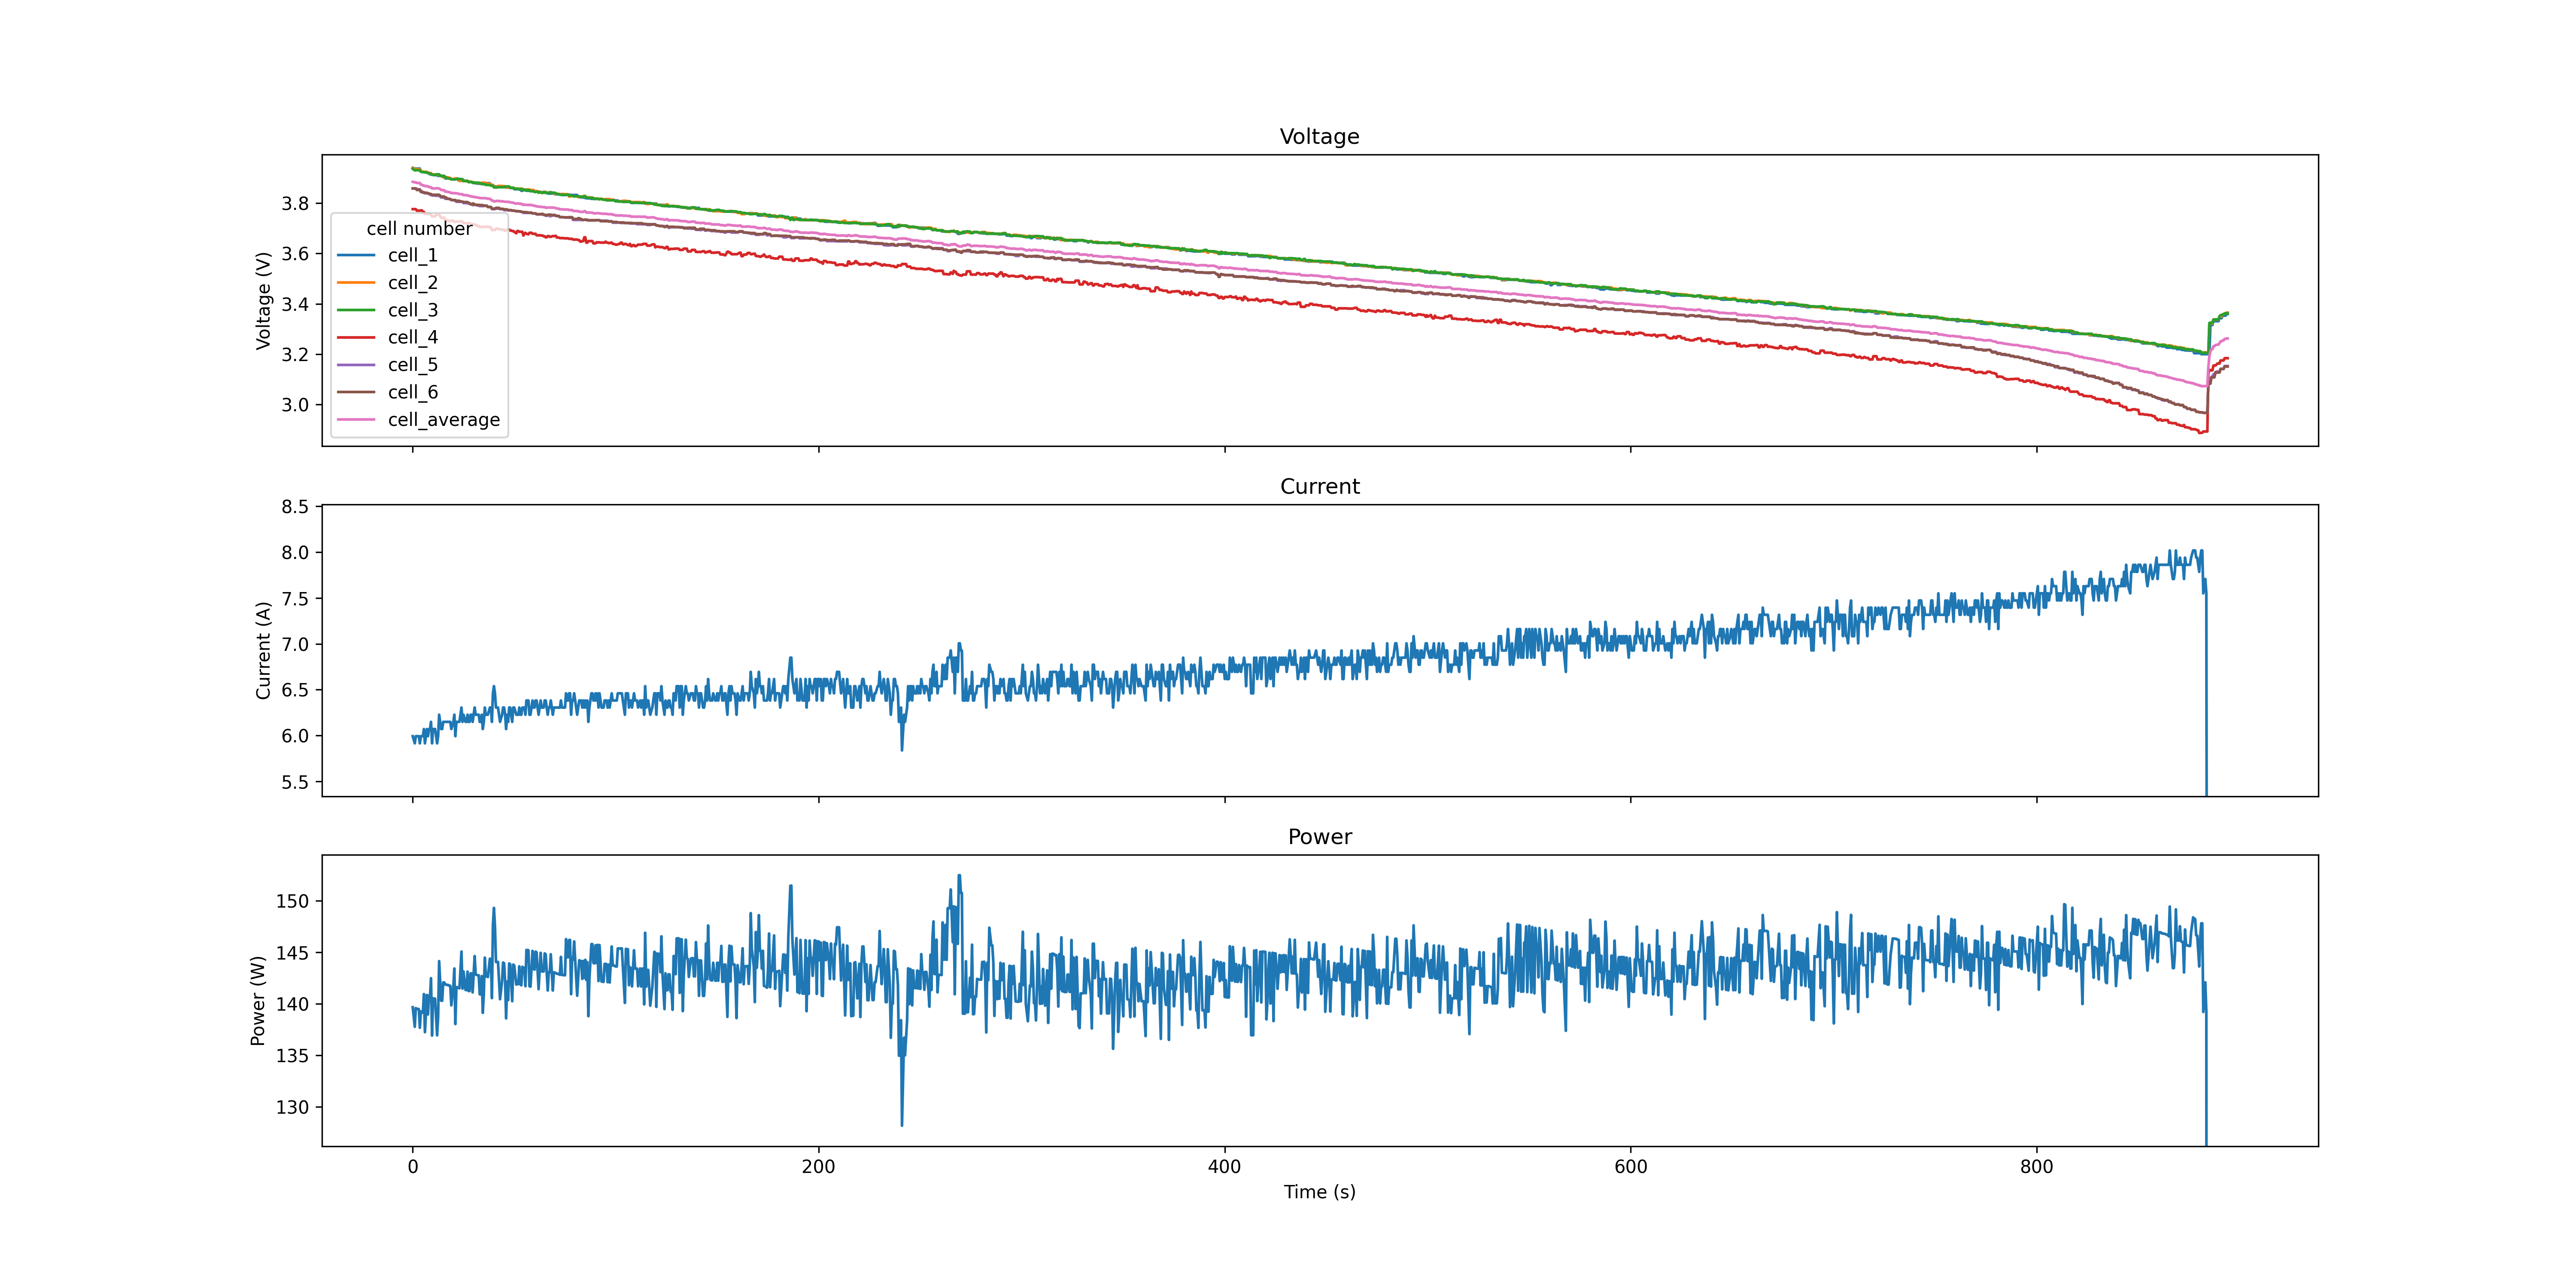 Voltage
Voltage (V)
3.8
3.6
3.4
3.2
3.0
cell number
cell_1
cell_2
cell_3
cell_4
cell_5
cell_6
cell_average
Current
Current (A)
8.5
8.0
7.5
7.0
6.5
6.0
5.5
Power
Power (W)
150
145
140
135
130
0 200 400 600 800
Time (s)